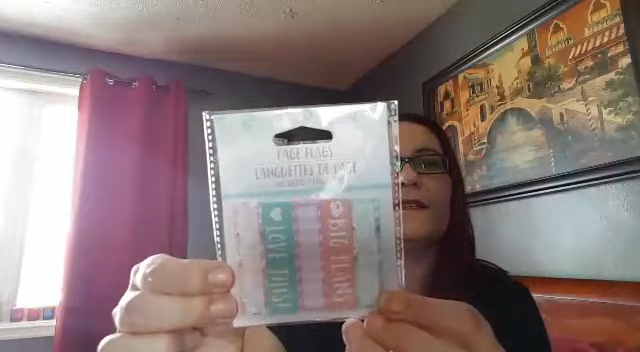 PAGE FLAGS
LANGUETTES DE PAGE
LOVE THIS!
BIG PLANS